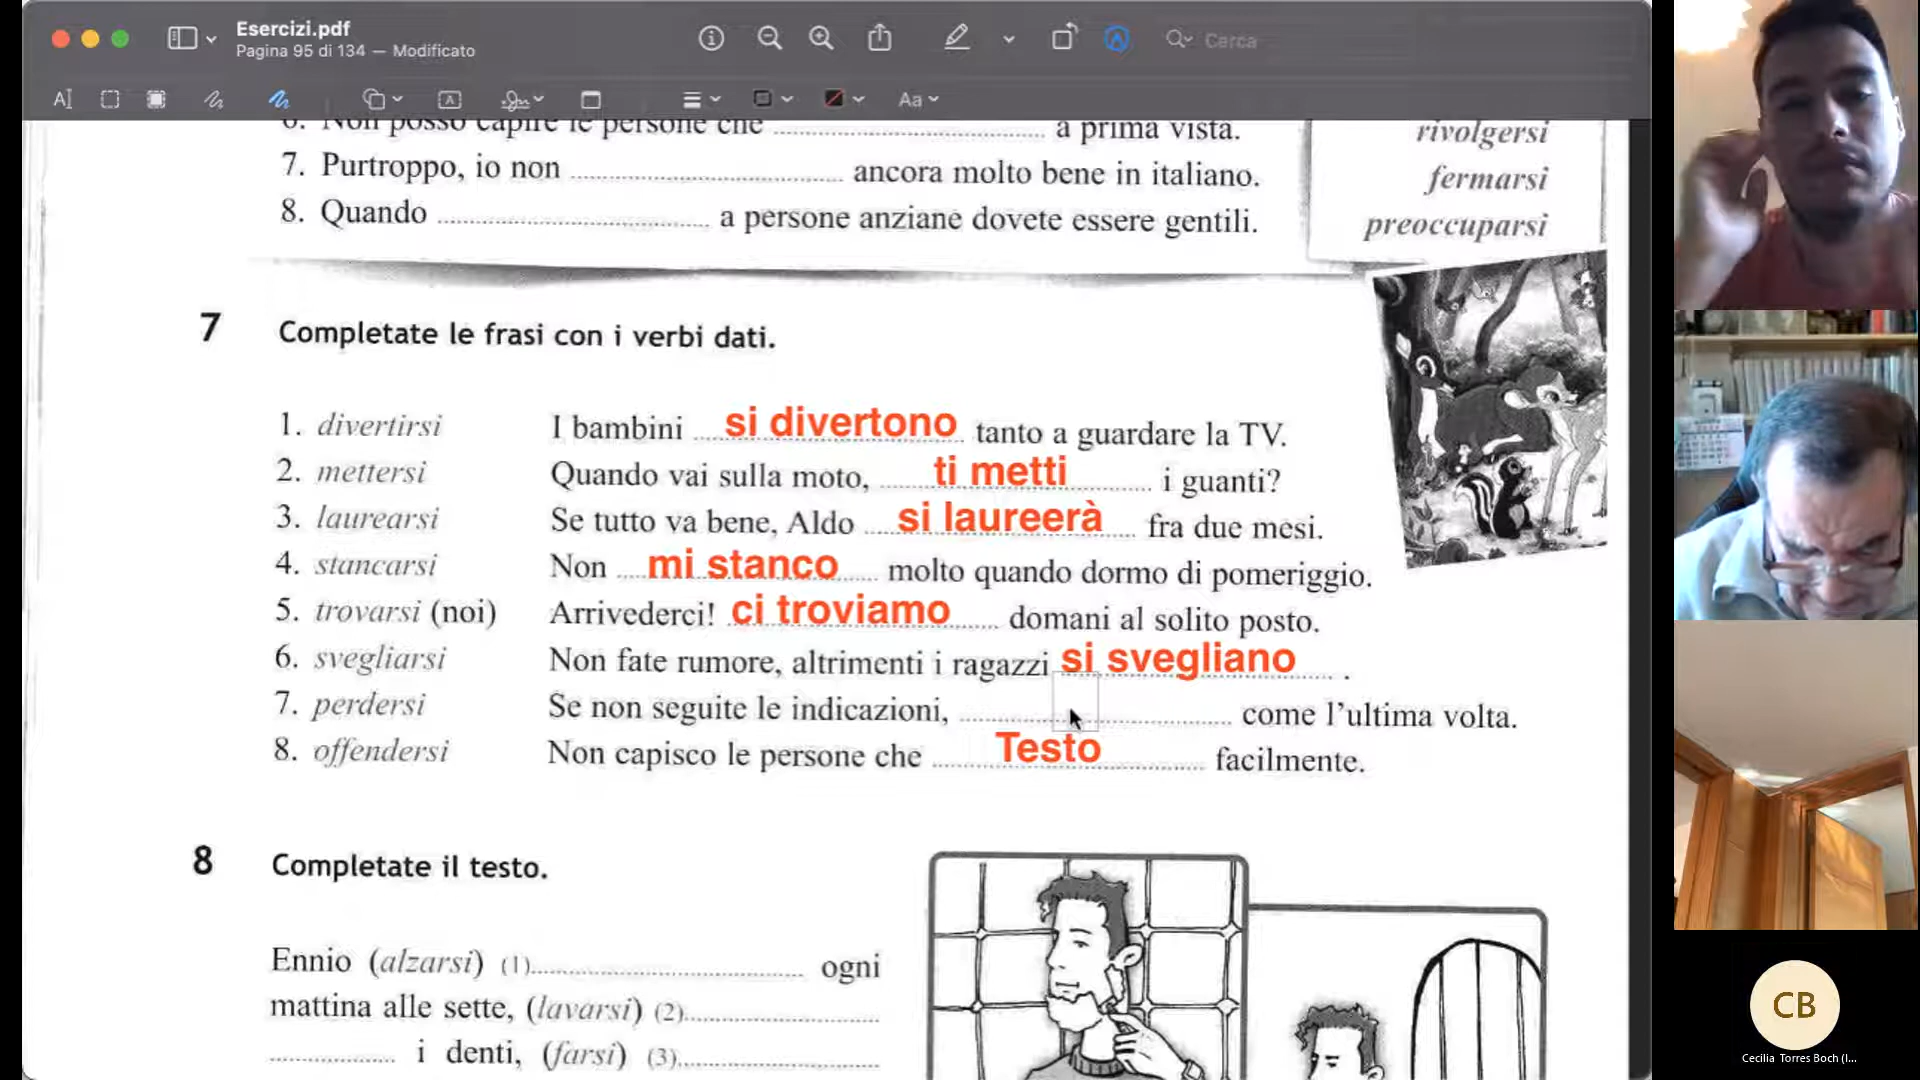 Esercizi.pdf
Pagina 95 di 134 — Modificato
Cerca
Aa
6. Non posso capire le persone che ........ a prima vista.
7. Purtroppo, io non ........ ancora molto bene in italiano.
8. Quando ........ a persone anziane dovete essere gentili.
rivolgersi
fermarsi
preoccuparsi
7 Completate le frasi con i verbi dati.
1. divertirsi I bambini si divertono tanto a guardare la TV.
2. mettersi Quando vai sulla moto, ti metti i guanti?
3. laurearsi Se tutto va bene, Aldo si laureerà fra due mesi.
4. stancarsi Non mi stanco molto quando dormo di pomeriggio.
5. trovarsi (noi) Arrivederci! ci troviamo domani al solito posto.
6. svegliarsi Non fate rumore, altrimenti i ragazzi si svegliano .
7. perdersi Se non seguite le indicazioni, ........ come l'ultima volta.
8. offendersi Non capisco le persone che Testo facilmente.
8 Completate il testo.
Ennio (alzarsi) (1)........ ogni
mattina alle sette, (lavarsi) (2)........
........ i denti, (farsi) (3)........
CB
Cecilia Torres Boch (I...